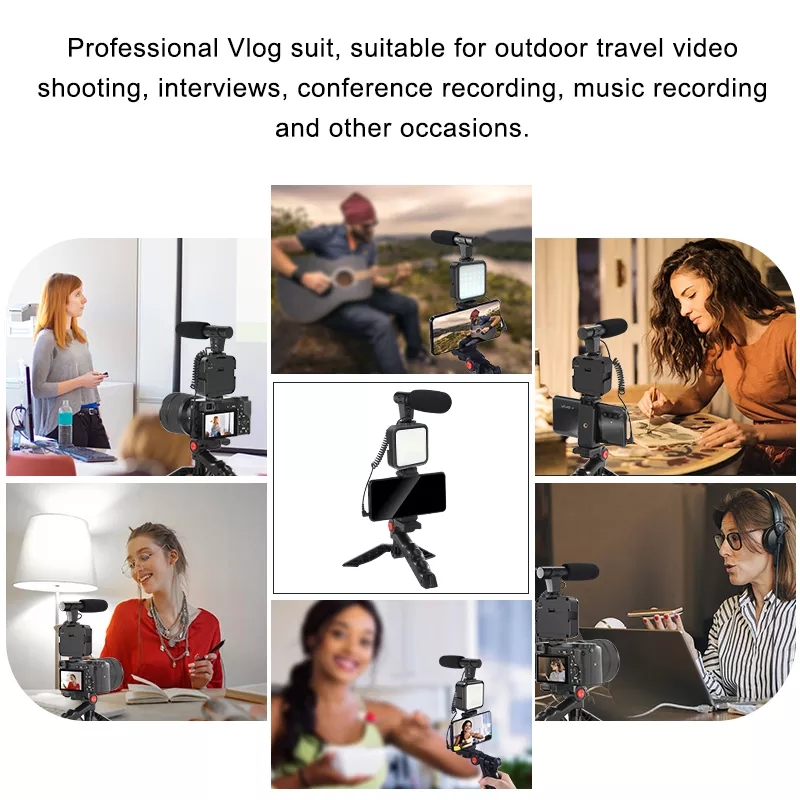 Professional Vlog suit, suitable for outdoor travel video
shooting, interviews, conference recording, music recording
and other occasions.